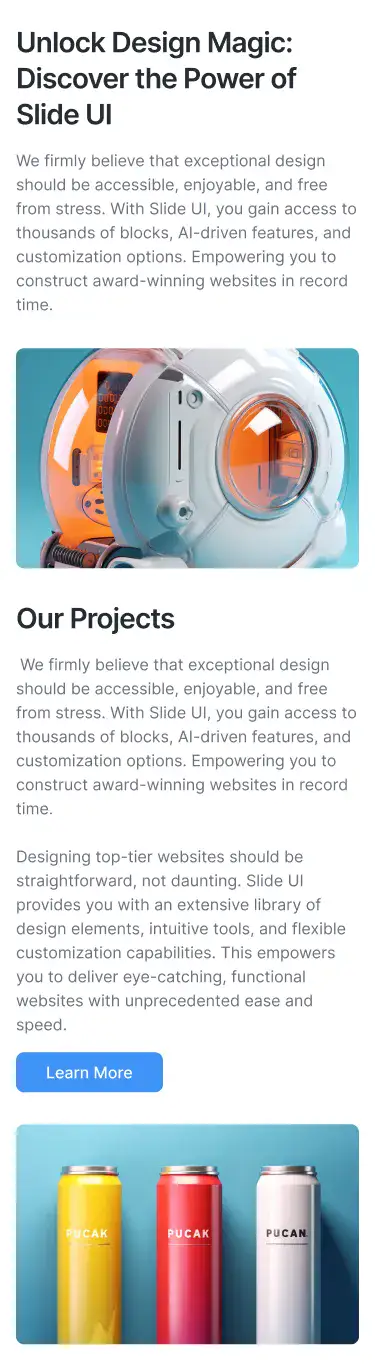 Unlock Design Magic:
Discover the Power of
Slide UI
We firmly believe that exceptional design
should be accessible, enjoyable, and free
from stress. With Slide UI, you gain access to
thousands of blocks, AI-driven features, and
customization options. Empowering you to
construct award-winning websites in record
time.
Our Projects
We firmly believe that exceptional design
should be accessible, enjoyable, and free
from stress. With Slide UI, you gain access to
thousands of blocks, AI-driven features, and
customization options. Empowering you to
construct award-winning websites in record
time.
Designing top-tier websites should be
straightforward, not daunting. Slide UI
provides you with an extensive library of
design elements, intuitive tools, and flexible
customization capabilities. This empowers
you to deliver eye-catching, functional
websites with unprecedented ease and
speed.
Learn More
PUCAK PUCAK PUCAN